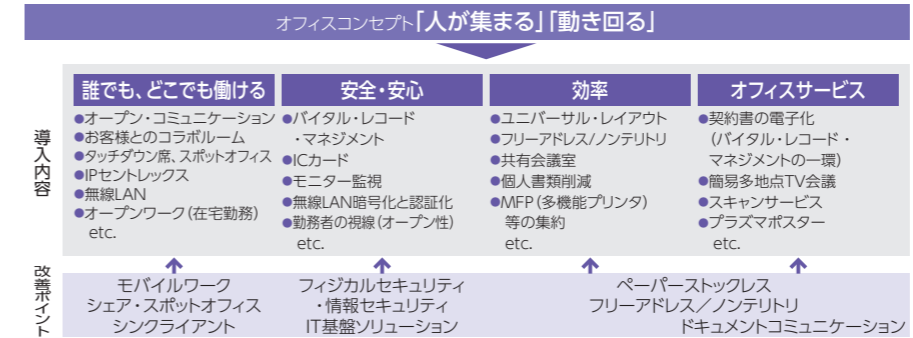 オフィスコンセプト「人が集まる」「動き回る」
導入内容
誰でも、どこでも働ける
●オープン・コミュニケーション
●お客様とのコラボルーム
●タッチダウン席、スポットオフィス
●IPセントレックス
●無線LAN
●オープンワーク(在宅勤務)
etc.
安全・安心
●バイタル・レコード
・マネジメント
●ICカード
●モニター監視
●無線LAN暗号化と認証化
●勤務者の視線(オープン性)
etc.
効率
●ユニバーサル・レイアウト
●フリーアドレス/ノンテリトリ
●共有会議室
●個人書類削減
●MFP(多機能プリンタ)
等の集約
etc.
オフィスサービス
●契約書の電子化
(バイタル・レコード・
マネジメントの一環)
●簡易多地点TV会議
●スキャンサービス
●プラズマポスター
etc.
改善ポイント
モバイルワーク
シェア・スポットオフィス
シンクライアント
フィジカルセキュリティ
・情報セキュリティ
IT基盤ソリューション
ペーパーストックレス
フリーアドレス／ノンテリトリ
ドキュメントコミュニケーション